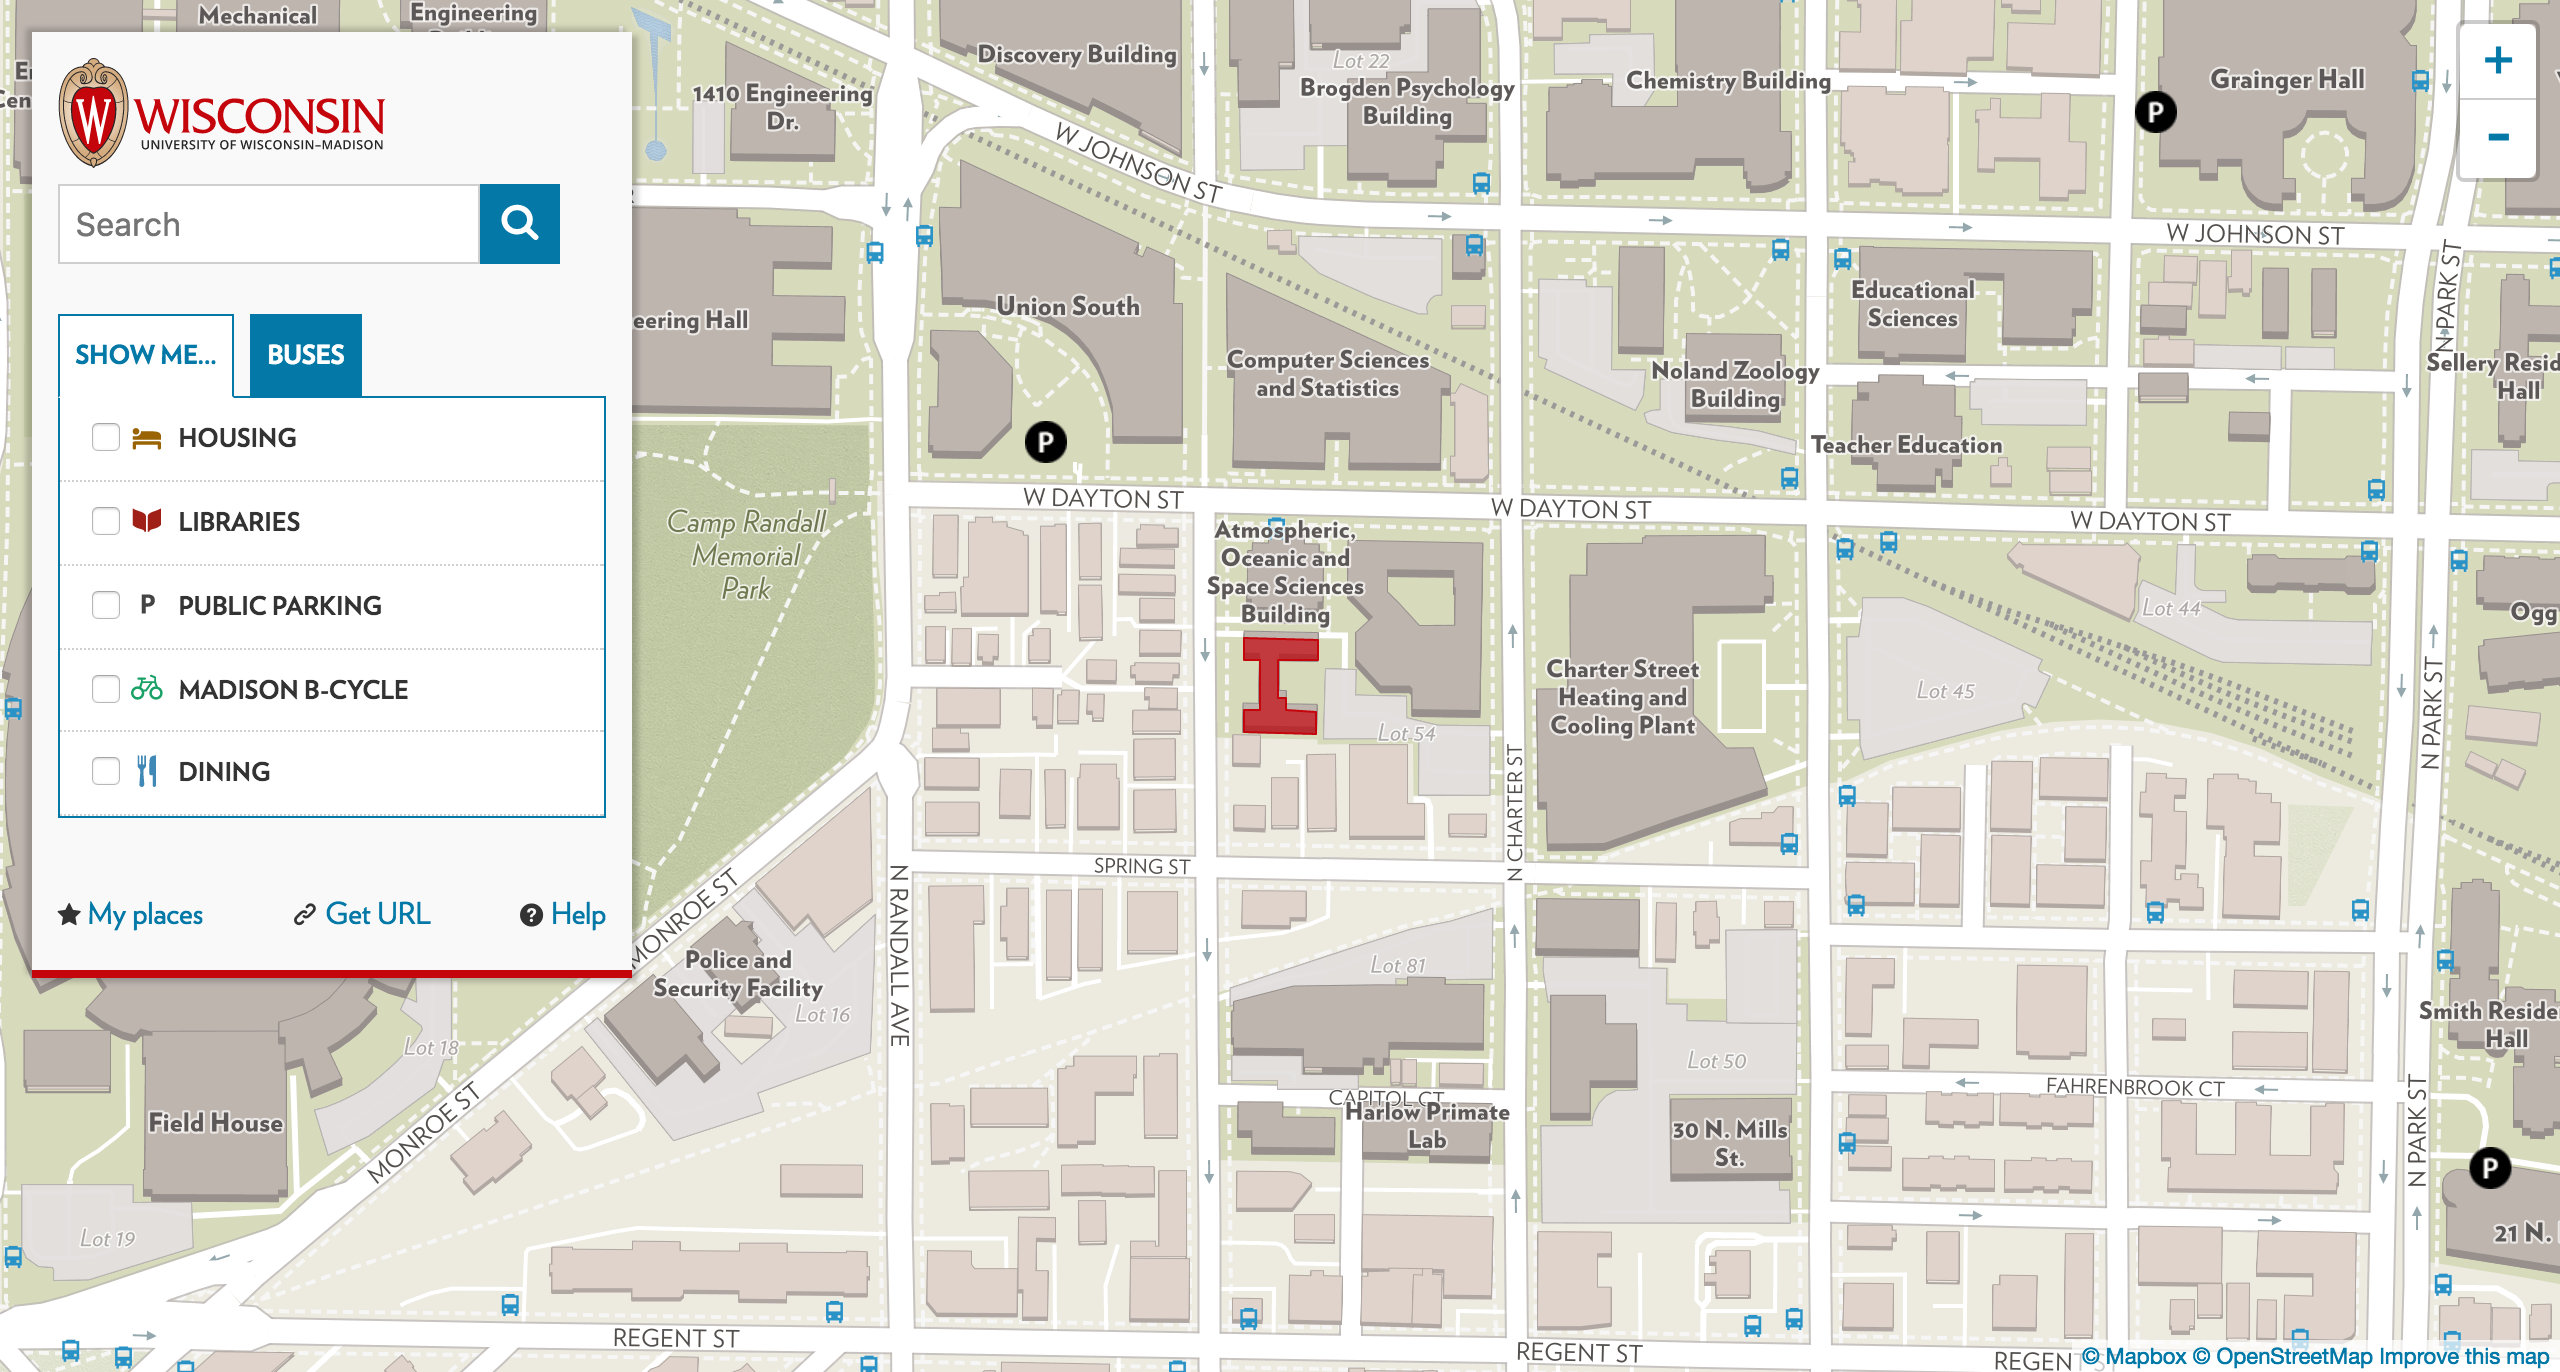 WISCONSIN
UNIVERSITY OF WISCONSIN–MADISON
Search
SHOW ME...
BUSES
HOUSING
LIBRARIES
P PUBLIC PARKING
MADISON B-CYCLE
DINING
My places
Get URL
? Help
Mechanical
Engineering
1410 Engineering
Dr.
Discovery Building
Lot 22
Brogden Psychology
Building
Chemistry Building
Grainger Hall
P
+
−
W JOHNSON ST
W JOHNSON ST
N PARK ST
eering Hall
Union South
P
Computer Sciences
and Statistics
Noland Zoology
Building
Educational
Sciences
Teacher Education
Sellery Resid
Hall
W DAYTON ST
W DAYTON ST
W DAYTON ST
Camp Randall
Memorial
Park
Atmospheric,
Oceanic and
Space Sciences
Building
Lot 54
Charter Street
Heating and
Cooling Plant
Lot 44
Lot 45
Ogg
N PARK ST
N CHARTER ST
SPRING ST
N RANDALL AVE
MONROE ST
Police and
Security Facility
Lot 16
Lot 18
Lot 81
Lot 50
Smith Reside
Hall
MONROE ST
Field House
CAPITOL CT
Harlow Primate
Lab
30 N. Mills
St.
FAHRENBROOK CT
N PARK ST
P
21 N.
Lot 19
REGENT ST
REGENT ST
REGENT S
© Mapbox © OpenStreetMap Improve this map